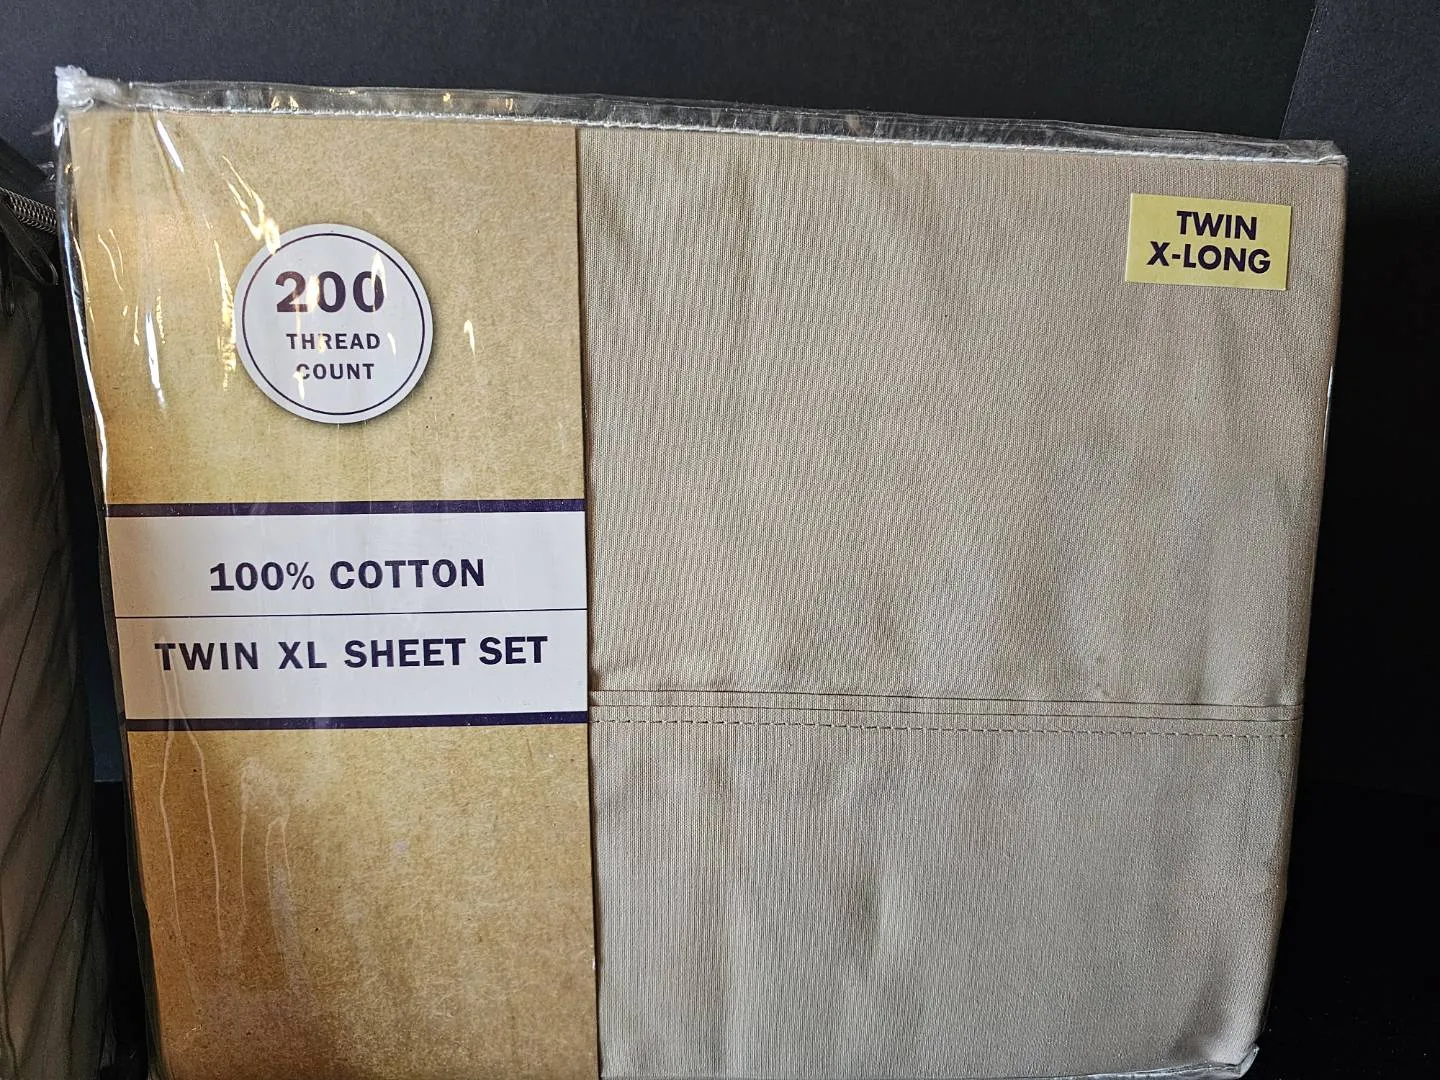 200
THREAD
COUNT
100% COTTON
TWIN XL SHEET SET
TWIN
X-LONG